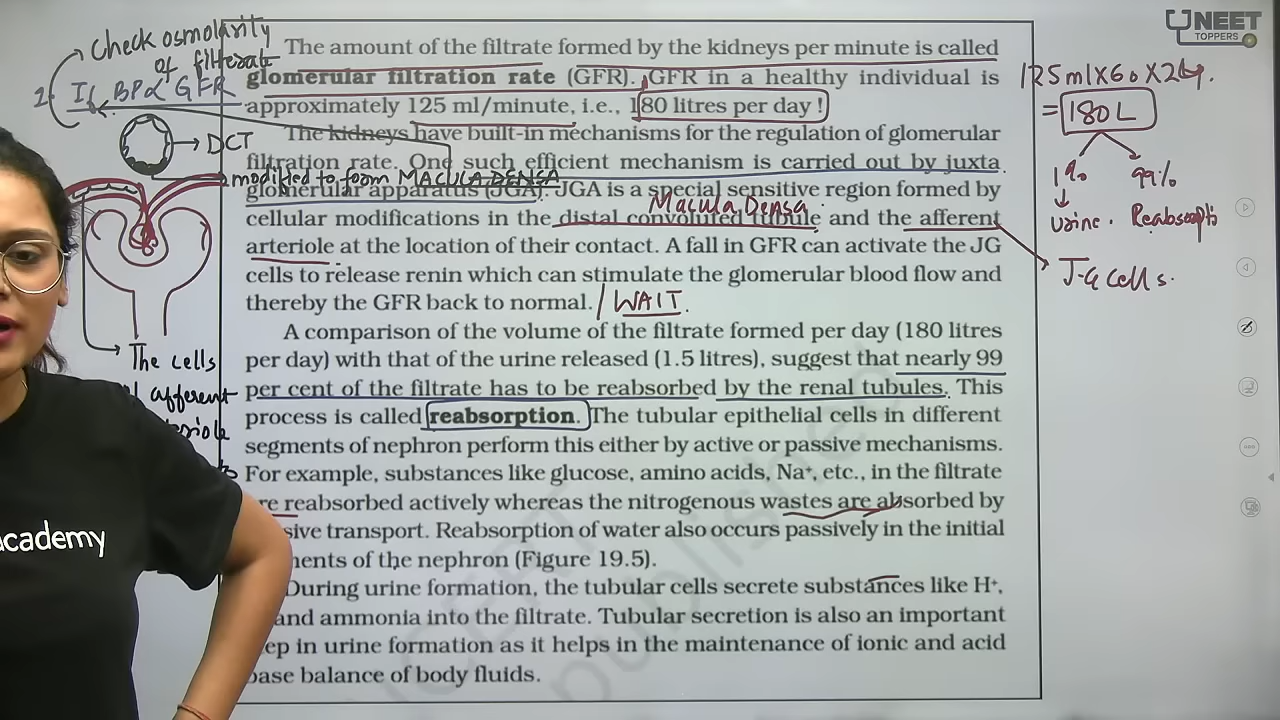 NEET
TOPPERS
Check osmolarity
of filterate
If BP∝ GFR
DCT
modified to form MACULA DENSA
The cells
afferent
The amount of the filtrate formed by the kidneys per minute is called
glomerular filtration rate (GFR). GFR in a healthy individual is
approximately 125 ml/minute, i.e., 180 litres per day !
The kidneys have built-in mechanisms for the regulation of glomerular
filtration rate. One such efficient mechanism is carried out by juxta
glomerular apparatus (JGA). JGA is a special sensitive region formed by
Macula Densa
cellular modifications in the distal convoluted tubule and the afferent
arteriole at the location of their contact. A fall in GFR can activate the JG
cells to release renin which can stimulate the glomerular blood flow and
thereby the GFR back to normal. / WAIT.
A comparison of the volume of the filtrate formed per day (180 litres
per day) with that of the urine released (1.5 litres), suggest that nearly 99
per cent of the filtrate has to be reabsorbed by the renal tubules. This
process is called reabsorption. The tubular epithelial cells in different
segments of nephron perform this either by active or passive mechanisms.
For example, substances like glucose, amino acids, Na⁺, etc., in the filtrate
re reabsorbed actively whereas the nitrogenous wastes are absorbed by
sive transport. Reabsorption of water also occurs passively in the initial
ments of the nephron (Figure 19.5).
During urine formation, the tubular cells secrete substances like H⁺,
and ammonia into the filtrate. Tubular secretion is also an important
ep in urine formation as it helps in the maintenance of ionic and acid
base balance of body fluids.
125 ml X 60 X 24.
= 180 L
1% 99%
urine. Reabsorpti
J-G cells.
academy